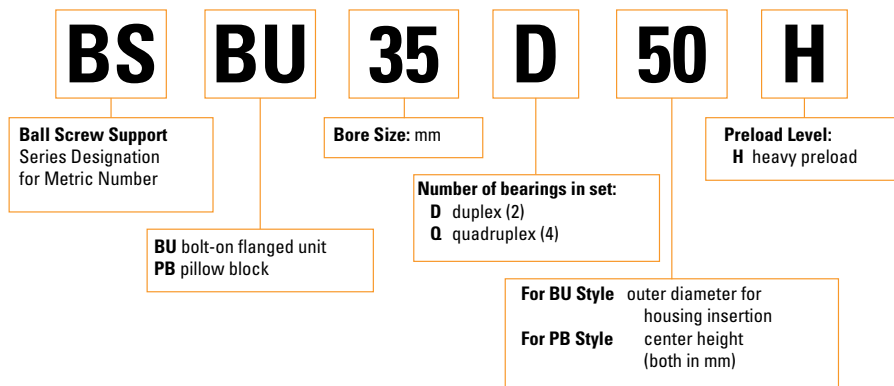 BS BU 35 D 50 H
Ball Screw Support
Series Designation
for Metric Number
Bore Size: mm
Preload Level:
H heavy preload
Number of bearings in set:
D duplex (2)
Q quadruplex (4)
BU bolt-on flanged unit
PB pillow block
For BU Style outer diameter for
housing insertion
For PB Style center height
(both in mm)